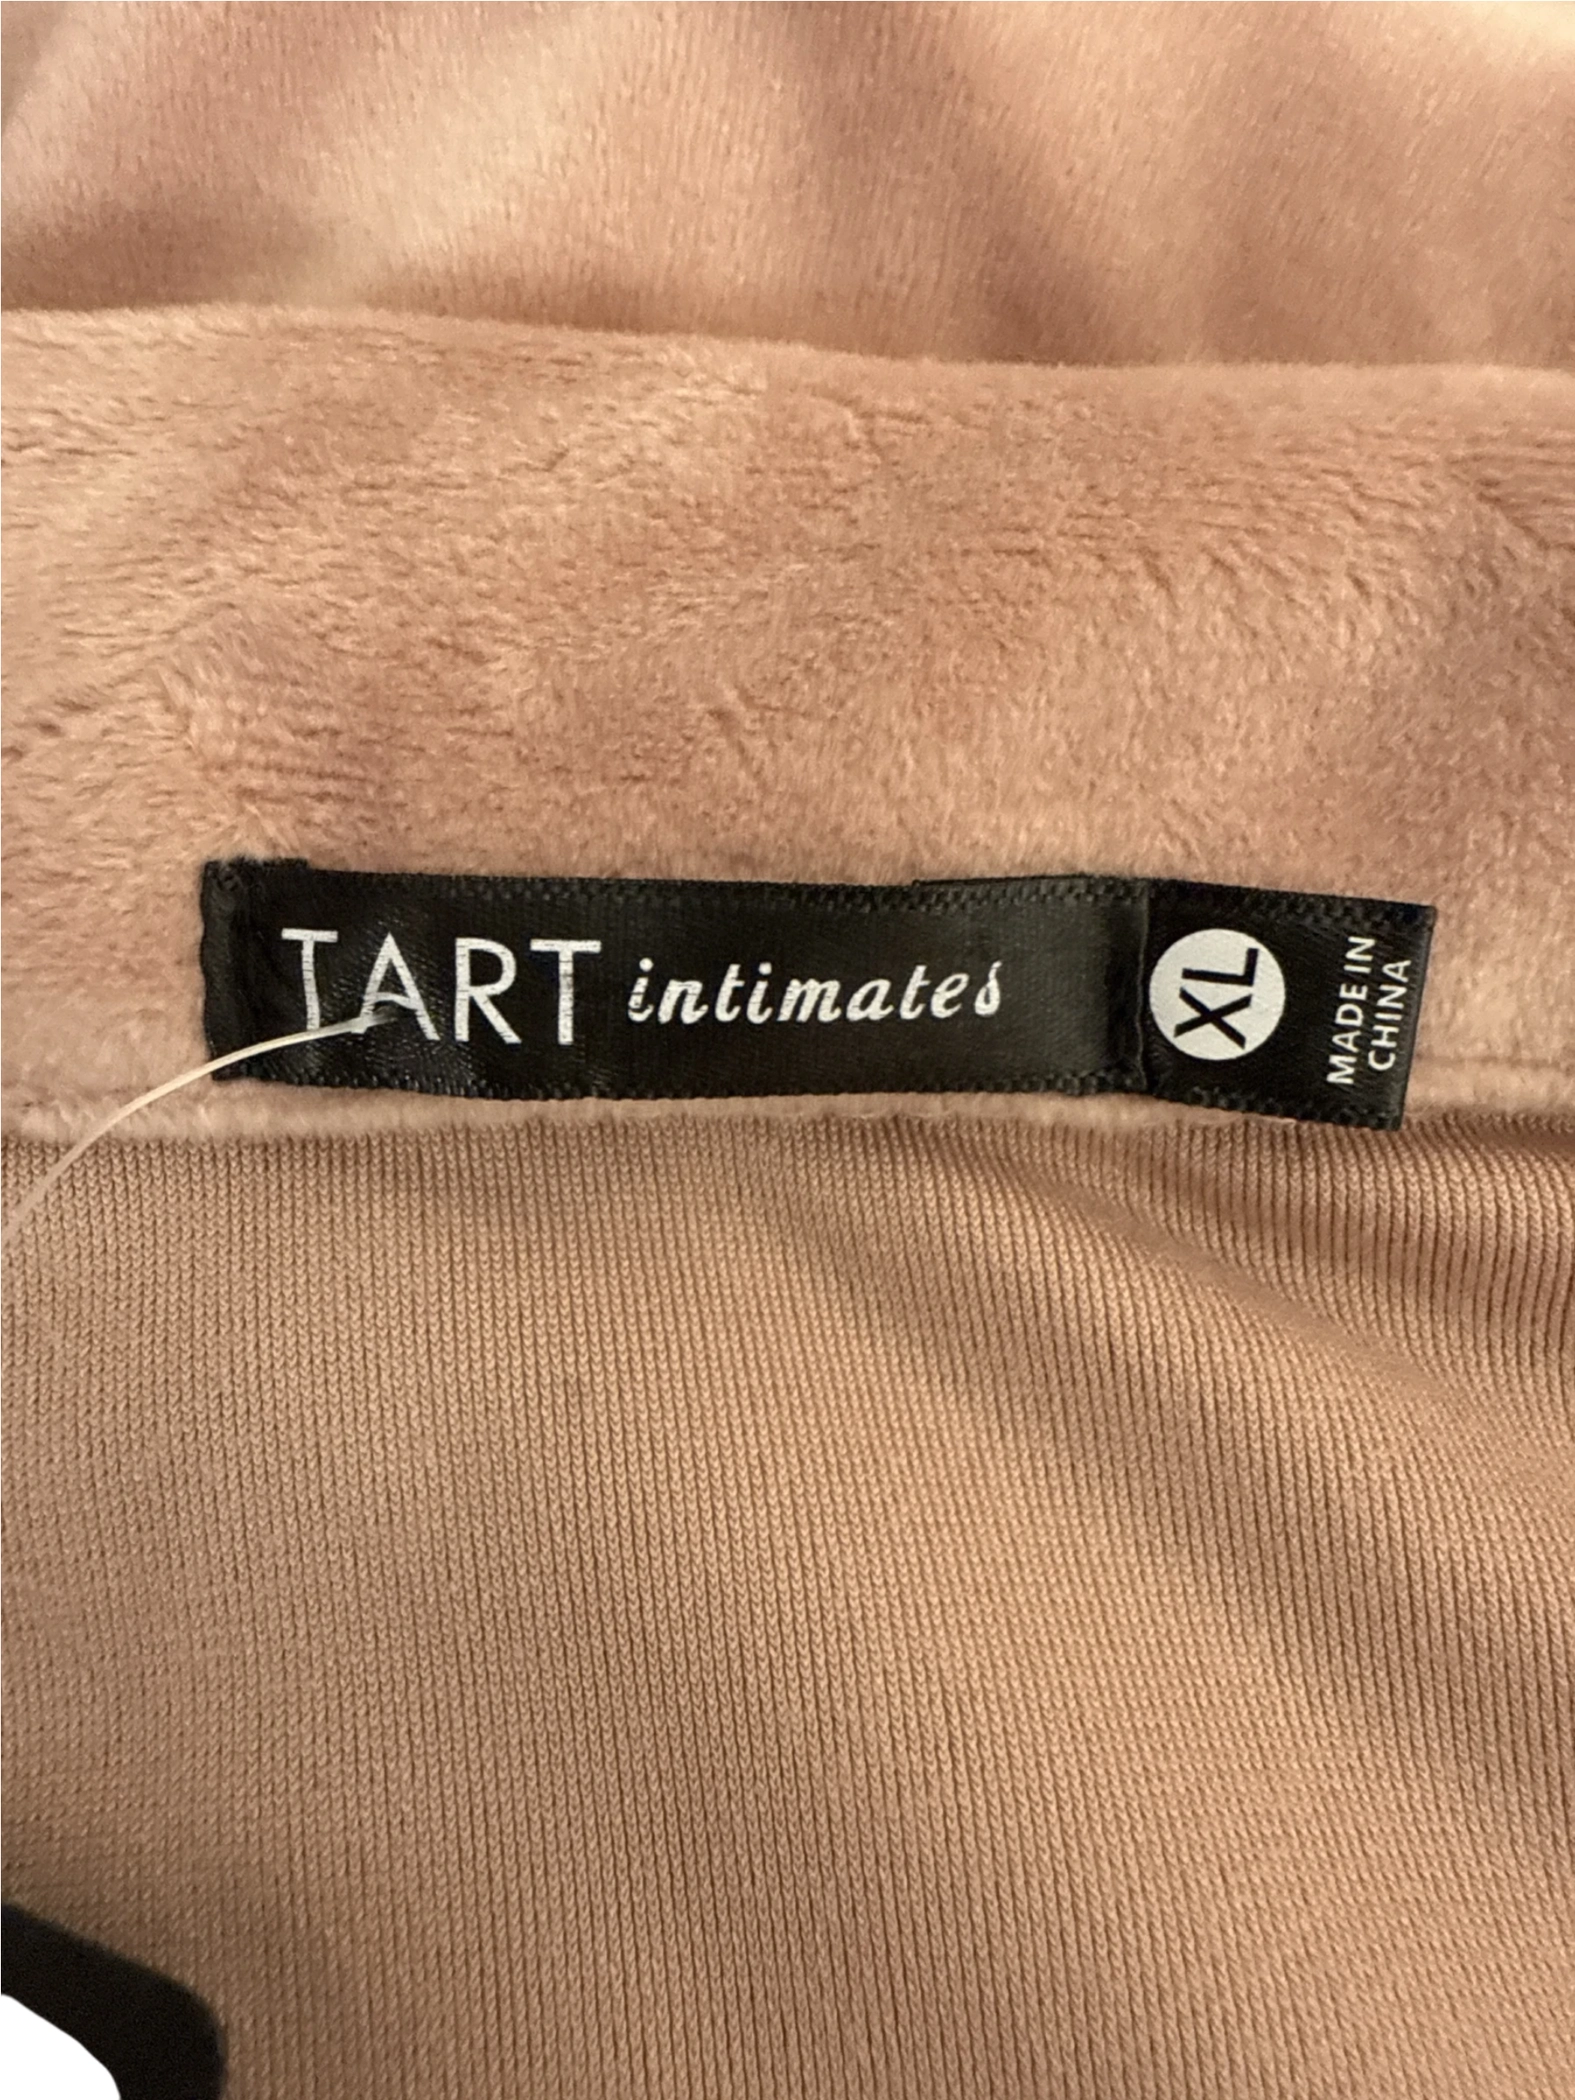 TART intimates
XL
MADE IN
CHINA